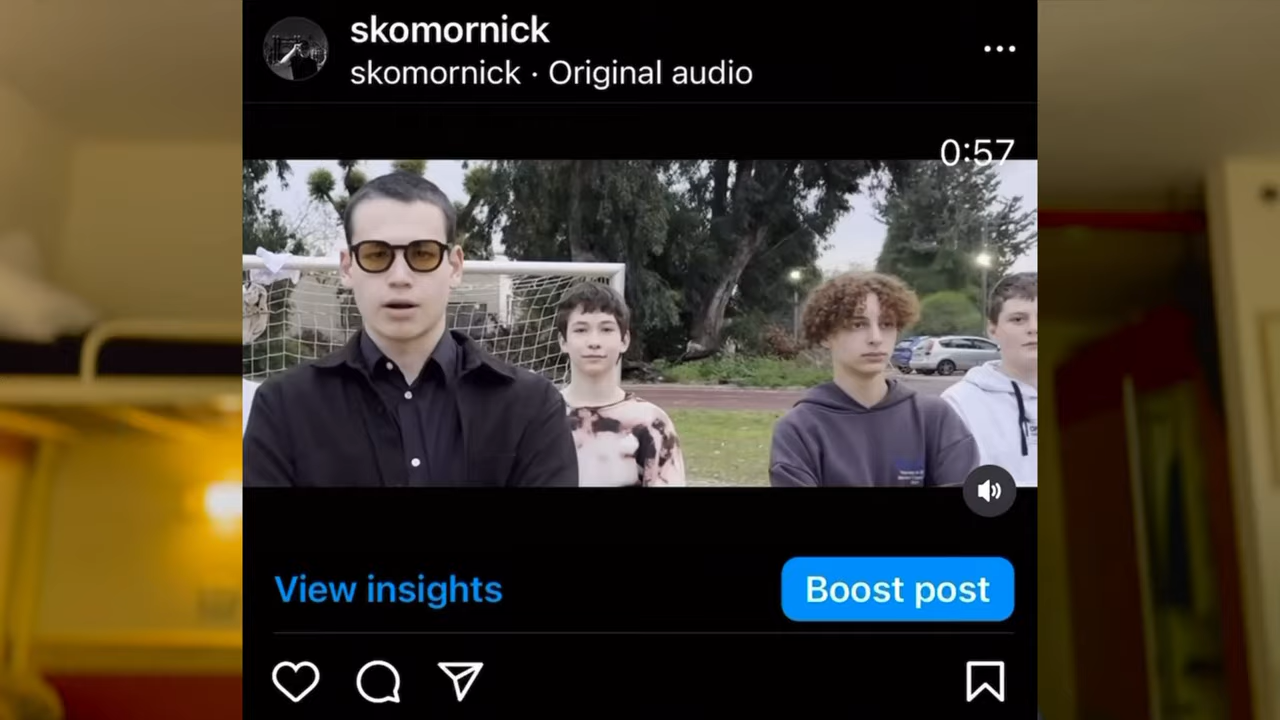 skomornick
skomornick · Original audio
0:57
View insights
Boost post